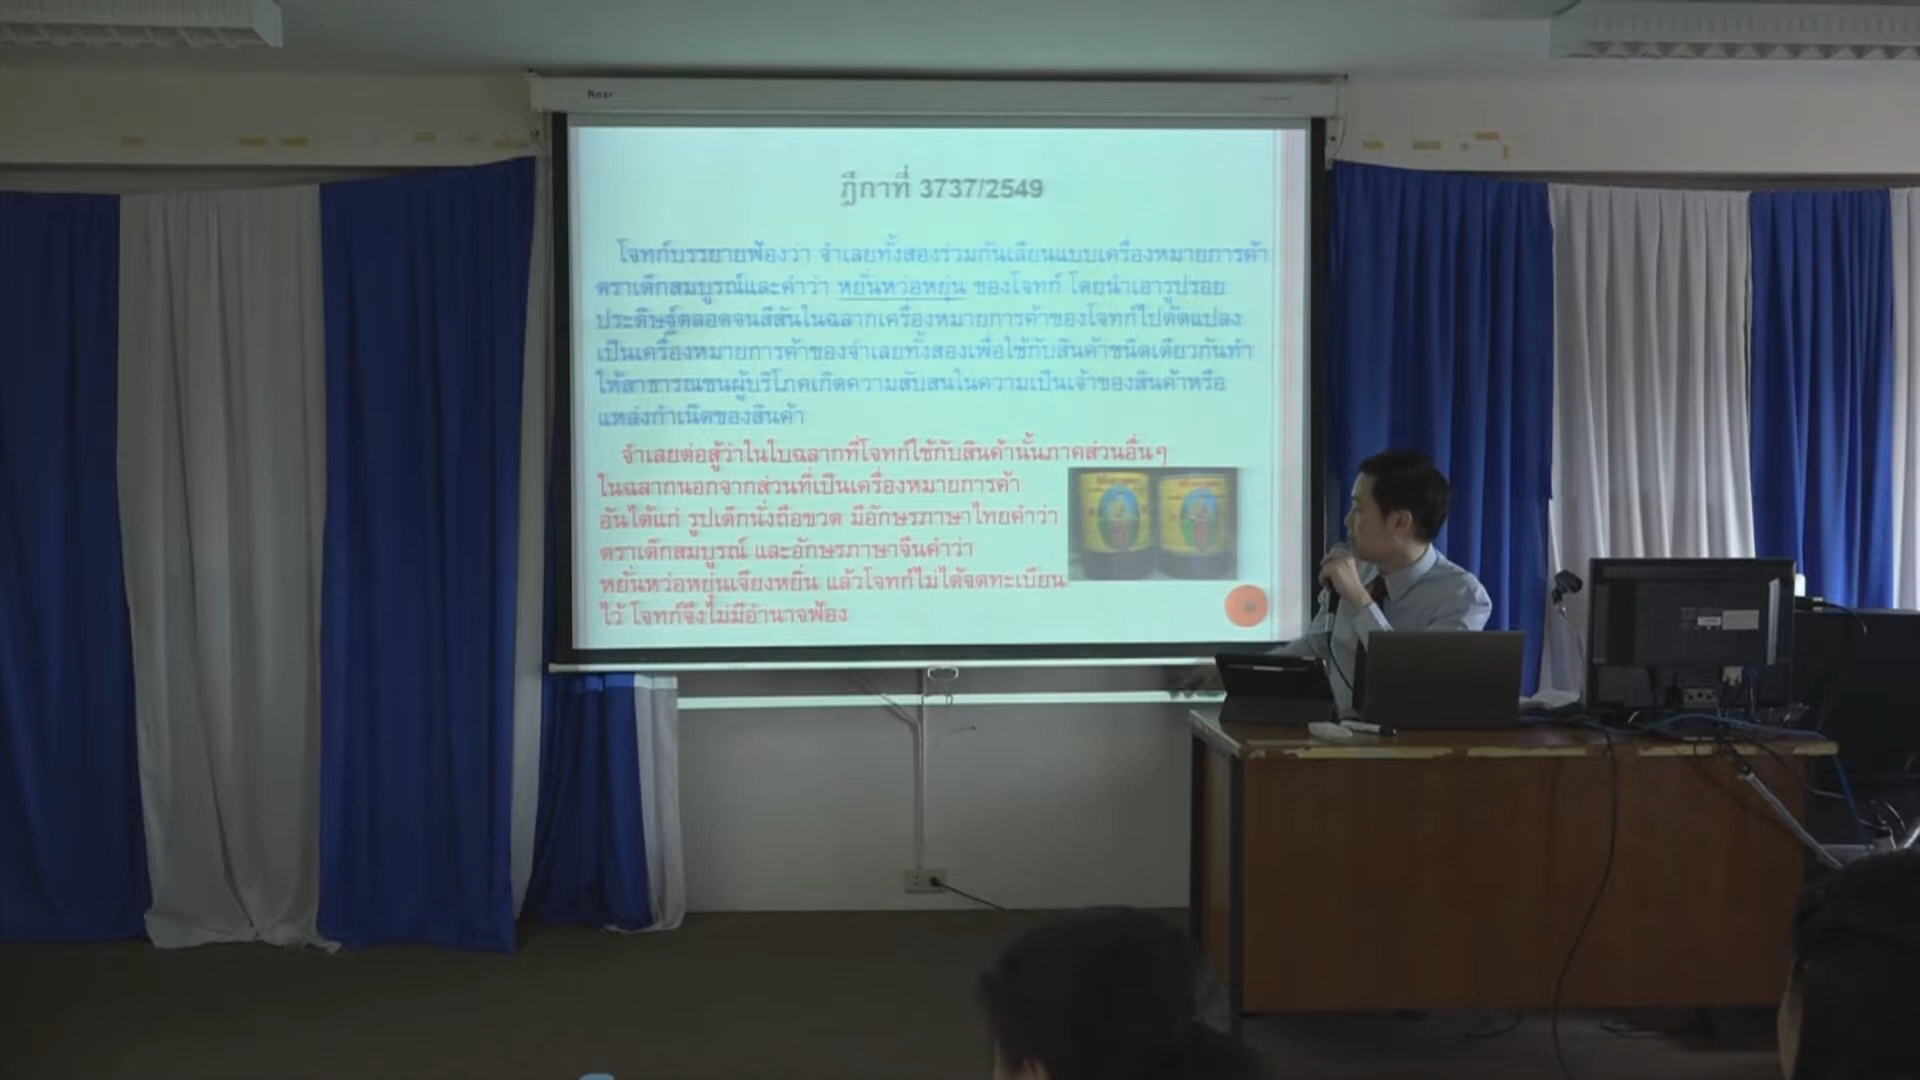 ฎีกาที่ 3737/2549
โจทก์บรรยายฟ้องว่า จำเลยทั้งสองร่วมกันเลียนแบบเครื่องหมายการค้า
ตราเด็กสมบูรณ์และคำว่า หยั่นหว่อหยุ่น ของโจทก์ โดยนำเอารูปรอย
ประดิษฐ์ตลอดจนสีสันในฉลากเครื่องหมายการค้าของโจทก์ไปดัดแปลง
เป็นเครื่องหมายการค้าของจำเลยทั้งสองเพื่อใช้กับสินค้าชนิดเดียวกันทำ
ให้สาธารณชนผู้บริโภคเกิดความสับสนในความเป็นเจ้าของสินค้าหรือ
แหล่งกำเนิดของสินค้า
จำเลยต่อสู้ว่าในใบฉลากที่โจทก์ใช้กับสินค้านั้นภาคส่วนอื่นๆ
ในฉลากนอกจากส่วนที่เป็นเครื่องหมายการค้า
อันได้แก่ รูปเด็กนั่งถือขวด มีอักษรภาษาไทยคำว่า
ตราเด็กสมบูรณ์ และอักษรภาษาจีนคำว่า
หยั่นหว่อหยุ่นเจียงหยิ่น แล้วโจทก์ไม่ได้จดทะเบียน
ไว้ โจทก์จึงไม่มีอำนาจฟ้อง